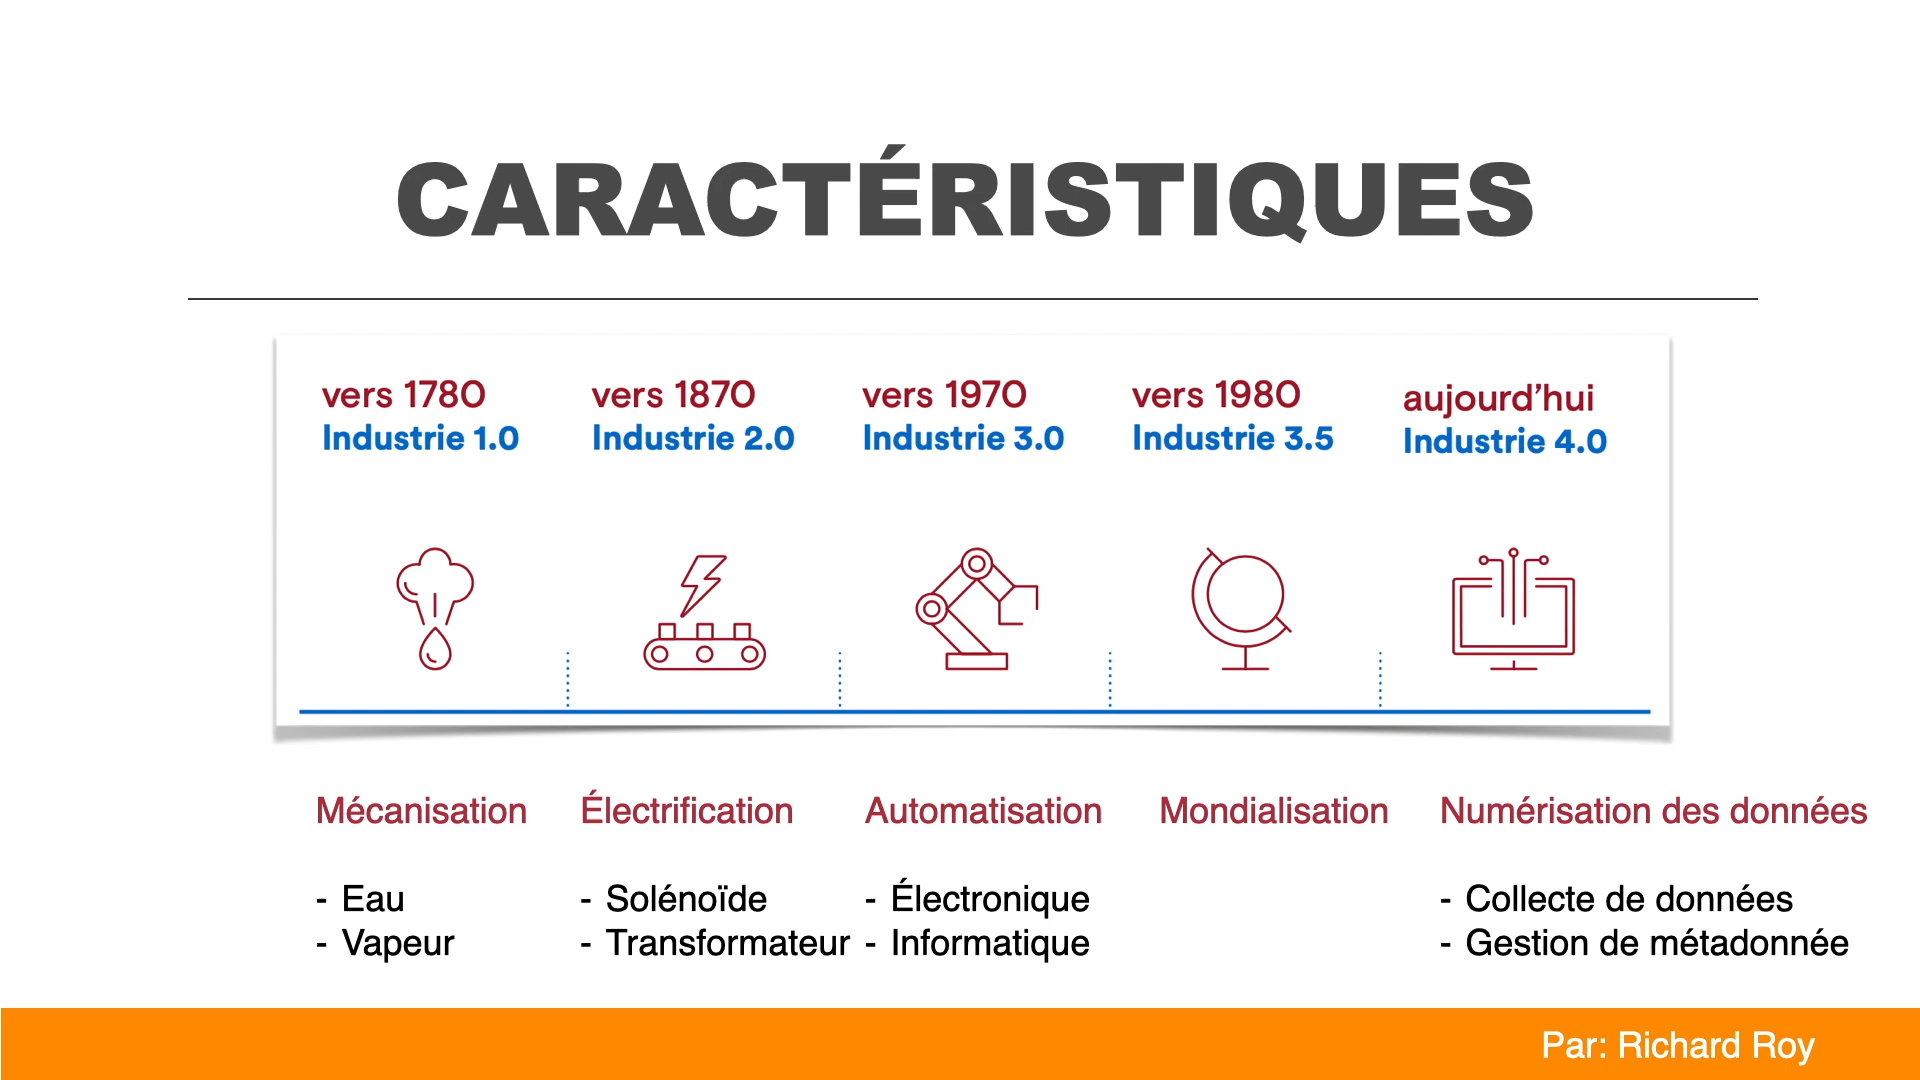 CARACTÉRISTIQUES
vers 1780
Industrie 1.0
vers 1870
Industrie 2.0
vers 1970
Industrie 3.0
vers 1980
Industrie 3.5
aujourd’hui
Industrie 4.0
Mécanisation
- Eau
- Vapeur
Électrification
- Solénoïde
- Transformateur
Automatisation
- Électronique
- Informatique
Mondialisation
Numérisation des données
- Collecte de données
- Gestion de métadonnée
Par: Richard Roy